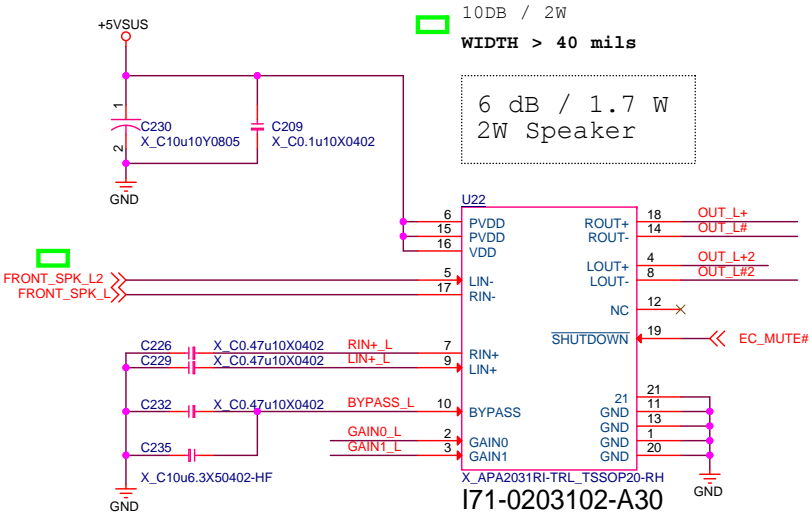 10DB / 2W
WIDTH > 40 mils
6 dB / 1.7 W
2W Speaker
+5VSUS
1
2
C230
X_C10u10Y0805
C209
X_C0.1u10X0402
GND
U22
6 PVDD
15 PVDD
16 VDD
5 LIN-
17 RIN-
7 RIN+
9 LIN+
10 BYPASS
2 GAIN0
3 GAIN1
ROUT+ 18 OUT_L+
ROUT- 14 OUT_L#
LOUT+ 4 OUT_L+2
LOUT- 8 OUT_L#2
NC 12
SHUTDOWN 19 EC_MUTE#
21 21
GND 11
GND 13
GND 1
GND 20
GND
FRONT_SPK_L2
FRONT_SPK_L
C226 X_C0.47u10X0402 RIN+_L
C229 X_C0.47u10X0402 LIN+_L
C232 X_C0.47u10X0402 BYPASS_L
GAIN0_L
GAIN1_L
C235
X_C10u6.3X50402-HF
GND
X_APA2031RI-TRL_TSSOP20-RH
I71-0203102-A30